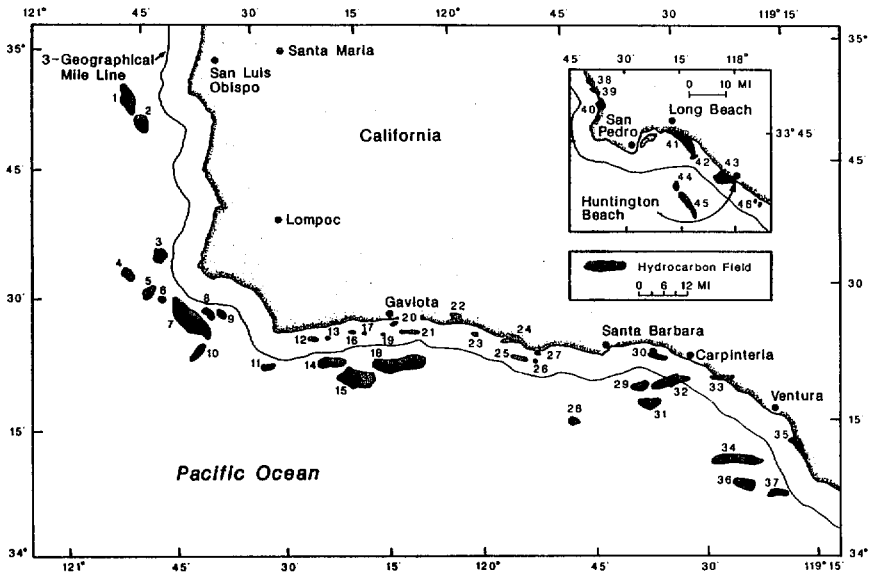 121° 45' 30' 15' 120° 45' 30' 119° 15'
35°
3-Geographical
Mile Line
Santa Maria
San Luis
Obispo
1
2
California
45' 30' 15' 118°
38
39
40
0 10 MI
Long Beach
San
Pedro
33° 45'
41
42
43
44
45
46
Huntington
Beach
35°
45'
45'
Lompoc
3
4
5
6
7
8
9
10
Hydrocarbon Field
0 6 12 MI
30'
30
30'
Gaviota
11
12
13
14
15
16
17
18
19
20
21
22
23
24
25
26
27
Santa Barbara
Carpinteria
Ventura
28
29
30
31
32
33
34
35
36
37
15'
15'
Pacific Ocean
34°
34°
121° 45' 30' 15' 120° 45' 30' 119° 15'